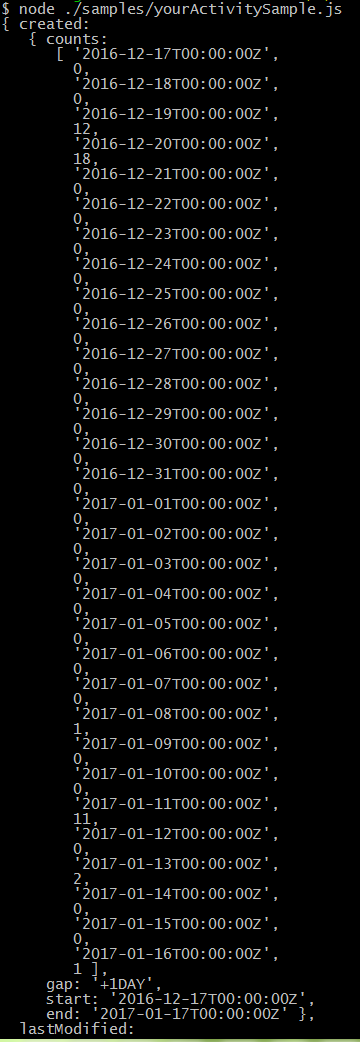 $ node ./samples/yourActivitySample.js
{ created:
{ counts:
[ '2016-12-17T00:00:00Z',
0,
'2016-12-18T00:00:00Z',
0,
'2016-12-19T00:00:00Z',
12,
'2016-12-20T00:00:00Z',
18,
'2016-12-21T00:00:00Z',
0,
'2016-12-22T00:00:00Z',
0,
'2016-12-23T00:00:00Z',
0,
'2016-12-24T00:00:00Z',
0,
'2016-12-25T00:00:00Z',
0,
'2016-12-26T00:00:00Z',
0,
'2016-12-27T00:00:00Z',
0,
'2016-12-28T00:00:00Z',
0,
'2016-12-29T00:00:00Z',
0,
'2016-12-30T00:00:00Z',
0,
'2016-12-31T00:00:00Z',
0,
'2017-01-01T00:00:00Z',
0,
'2017-01-02T00:00:00Z',
0,
'2017-01-03T00:00:00Z',
0,
'2017-01-04T00:00:00Z',
0,
'2017-01-05T00:00:00Z',
0,
'2017-01-06T00:00:00Z',
0,
'2017-01-07T00:00:00Z',
0,
'2017-01-08T00:00:00Z',
1,
'2017-01-09T00:00:00Z',
0,
'2017-01-10T00:00:00Z',
0,
'2017-01-11T00:00:00Z',
11,
'2017-01-12T00:00:00Z',
0,
'2017-01-13T00:00:00Z',
2,
'2017-01-14T00:00:00Z',
0,
'2017-01-15T00:00:00Z',
0,
'2017-01-16T00:00:00Z',
1 ],
gap: '+1DAY',
start: '2016-12-17T00:00:00Z',
end: '2017-01-17T00:00:00Z' },
lastModified: